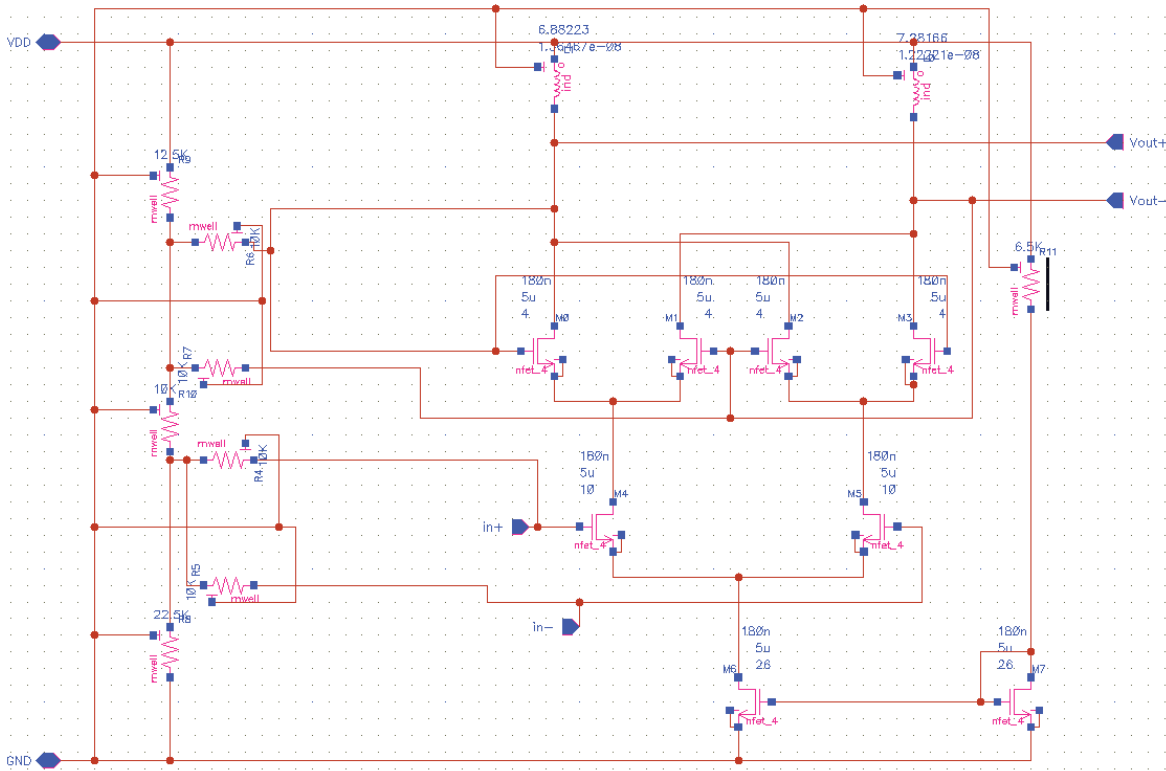 6.88223
7.28166
VDD
L1
ind
ind
Vout+
12.5K
R9
rnwell
Vout-
rnwell
R6
10K
6.5K
R11
rnwell
180n
180n
180n
180n
5u
5u
5u
5u
4
4
4
4
M0
M1
M2
M3
R7
10K
nfet_4
nfet_4
nfet_4
nfet_4
rnwell
10K
R10
rnwell
rnwell
R4
10K
180n
180n
5u
5u
10
10
M4
M5
in+
nfet_4
nfet_4
R5
10K
rnwell
22.5K
R8
in-
180n
180n
5u
5u
26
26
rnwell
M6
M7
nfet_4
nfet_4
GND